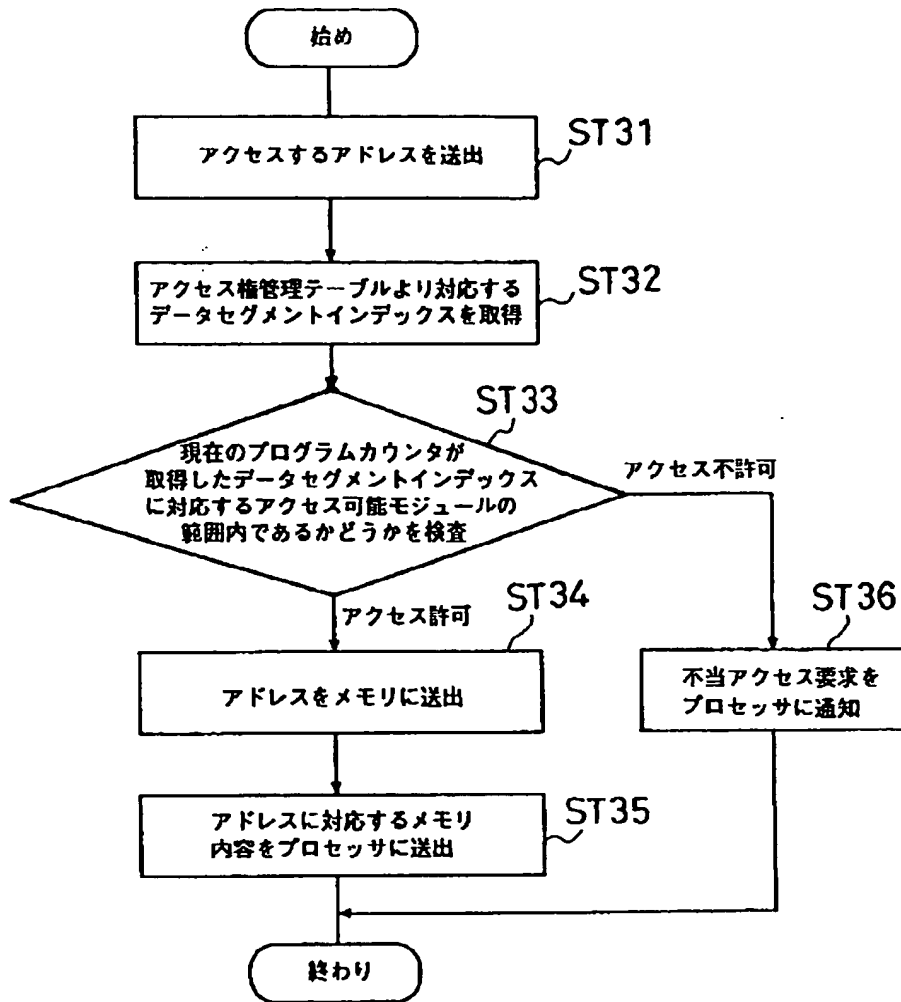 始め
アクセスするアドレスを送出
ST31
アクセス権管理テーブルより対応する
データセグメントインデックスを取得
ST32
ST33
現在のプログラムカウンタが
取得したデータセグメントインデックス
に対応するアクセス可能モジュールの
範囲内であるかどうかを検査
アクセス不許可
アクセス許可
ST34
アドレスをメモリに送出
ST36
不当アクセス要求を
プロセッサに通知
アドレスに対応するメモリ
内容をプロセッサに送出
ST35
終わり